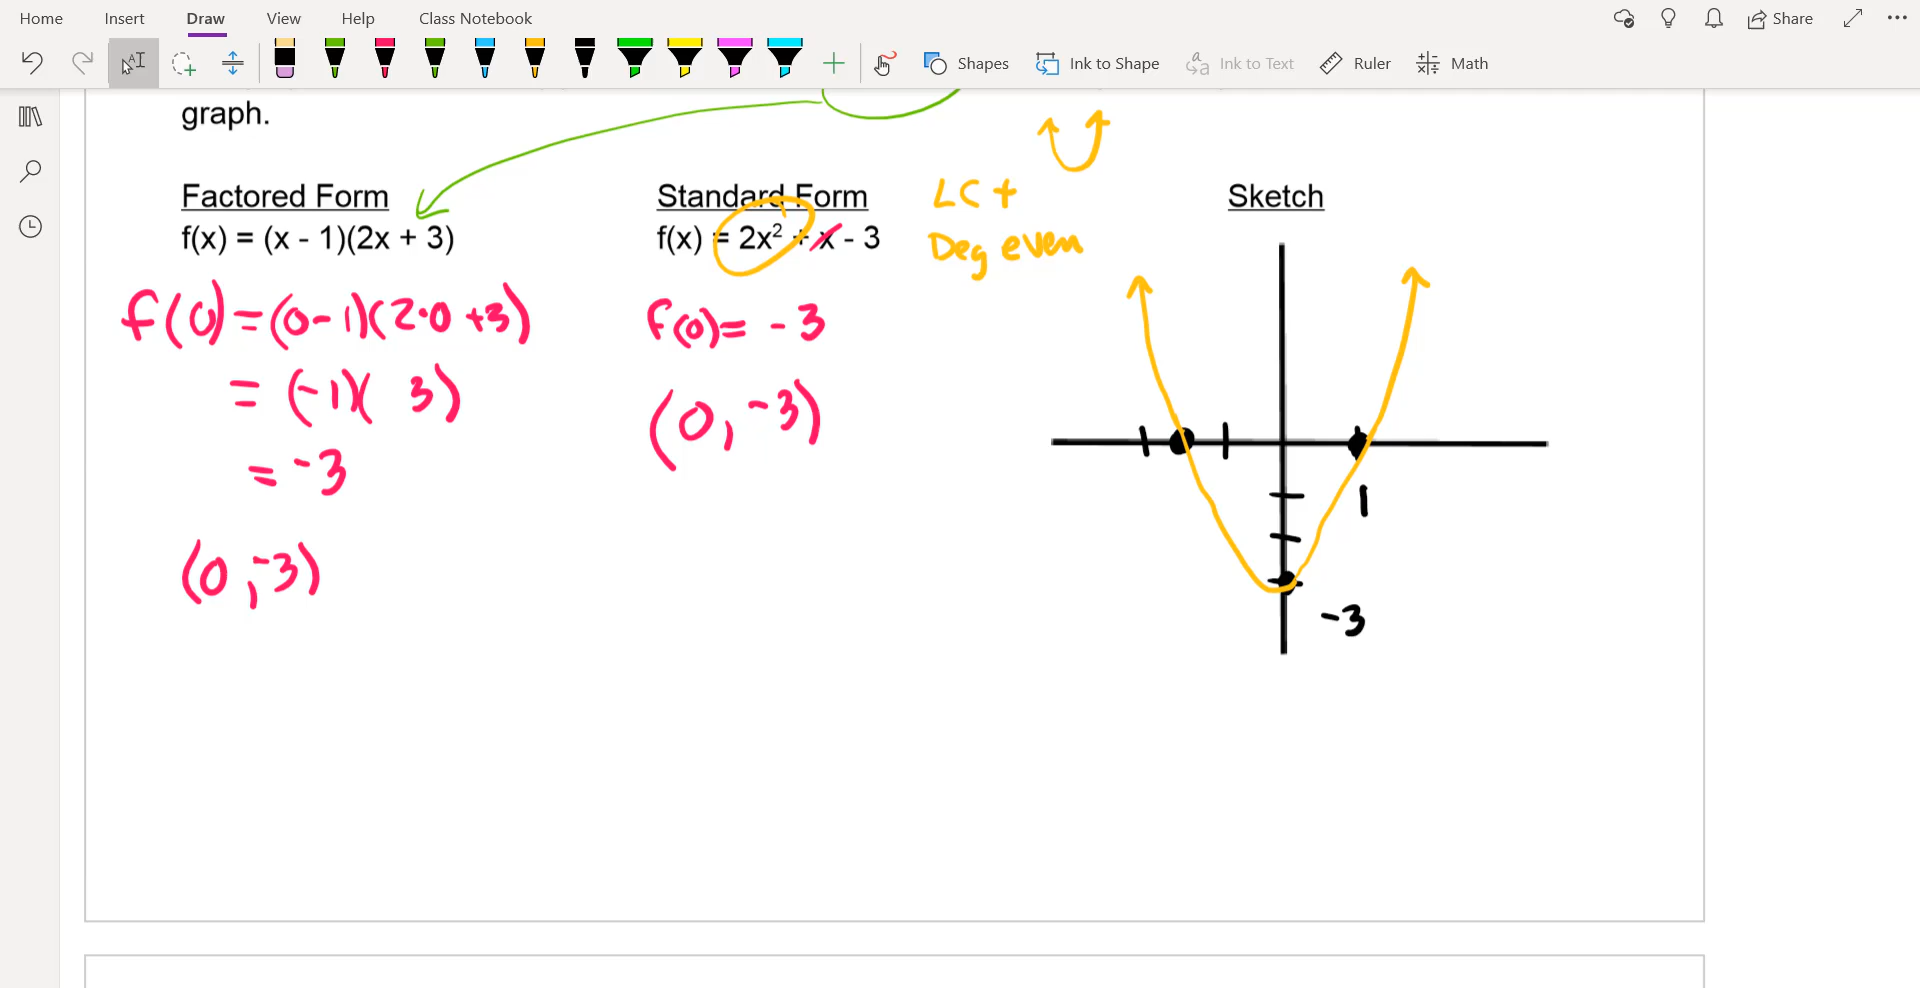 Home Insert Draw View Help Class Notebook Share
Shapes Ink to Shape Ink to Text Ruler Math
graph.
Factored Form
f(x) = (x - 1)(2x + 3)
f(0) = (0 - 1)(2·0 + 3)
= (-1)( 3)
= -3
(0, -3)
Standard Form
f(x) = 2x² + x - 3
f(0) = -3
(0, -3)
LC +
Deg even
Sketch
1
-3